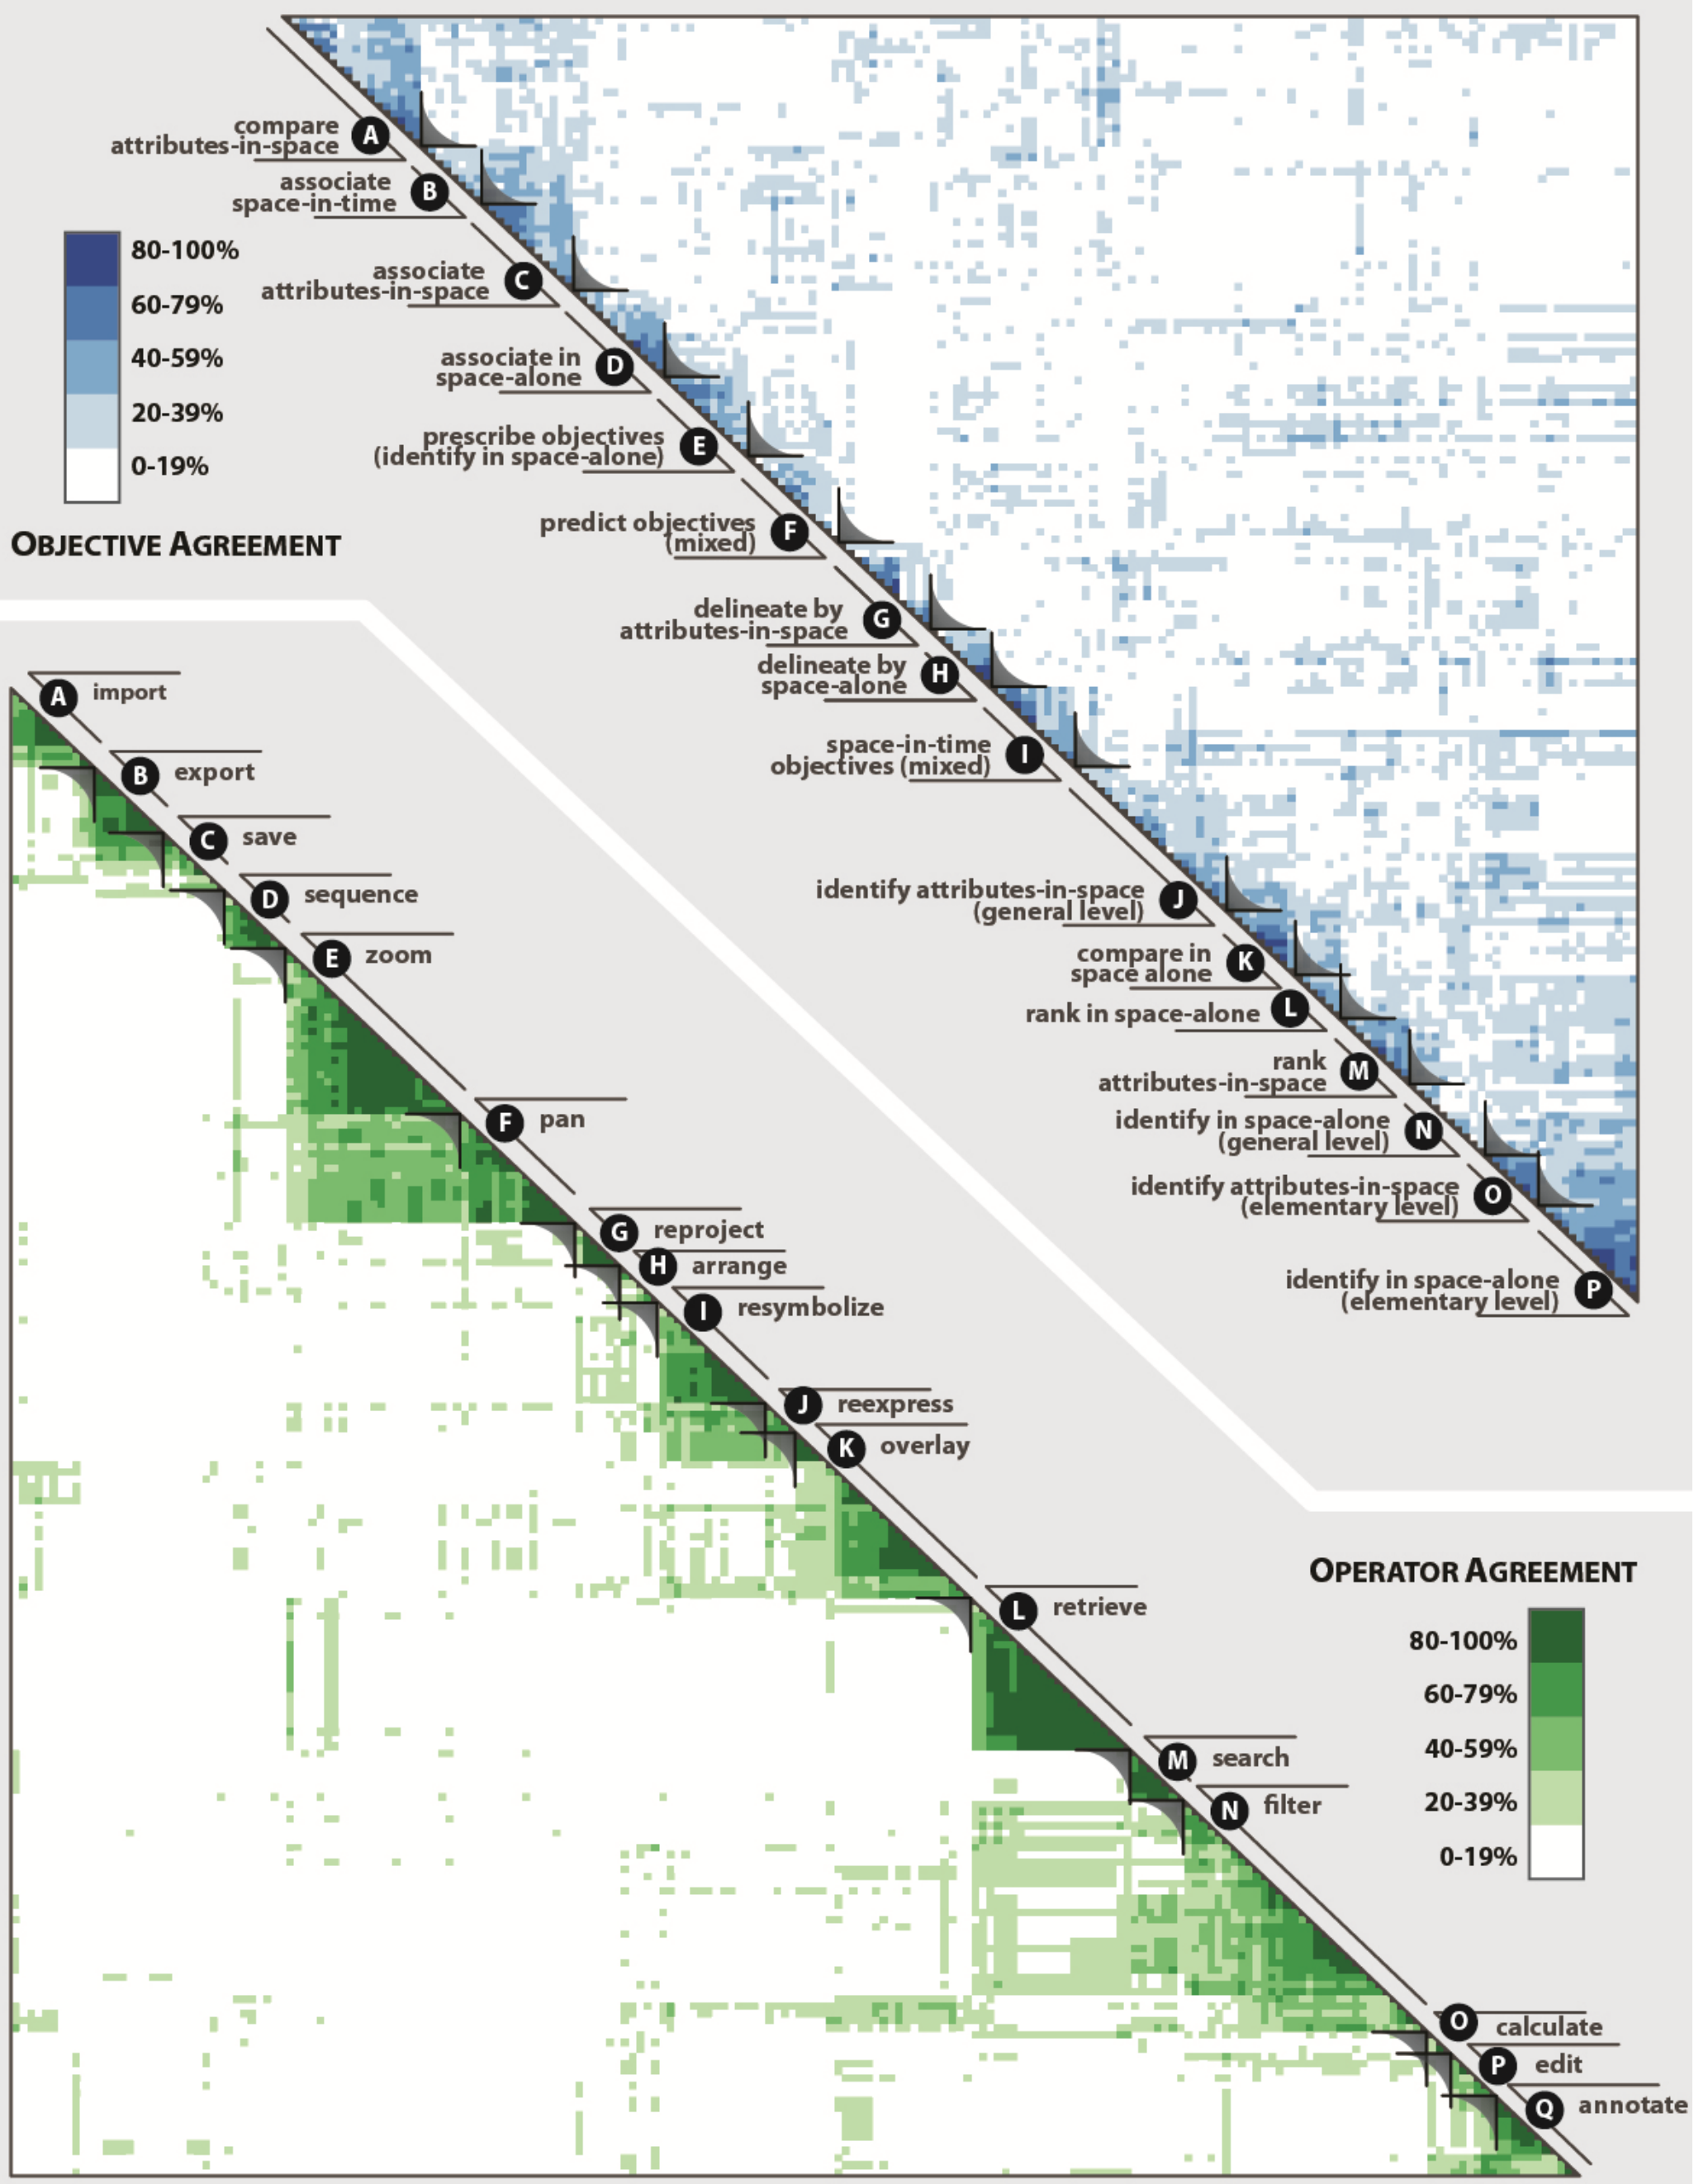 compare
attributes-in-space
A
associate
space-in-time
B
80-100%
60-79%
40-59%
20-39%
0-19%
OBJECTIVE AGREEMENT
associate
attributes-in-space
C
associate in
space-alone
D
prescribe objectives
(identify in space-alone)
E
predict objectives
(mixed)
F
delineate by
attributes-in-space
G
delineate by
space-alone
H
space-in-time
objectives (mixed)
I
identify attributes-in-space
(general level)
J
compare in
space alone
K
rank in space-alone
L
rank
attributes-in-space
M
identify in space-alone
(general level)
N
identify attributes-in-space
(elementary level)
O
identify in space-alone
(elementary level)
P
A import
B export
C save
D sequence
E zoom
F pan
G reproject
H arrange
I resymbolize
J reexpress
K overlay
L retrieve
M search
N filter
O calculate
P edit
Q annotate
OPERATOR AGREEMENT
80-100%
60-79%
40-59%
20-39%
0-19%